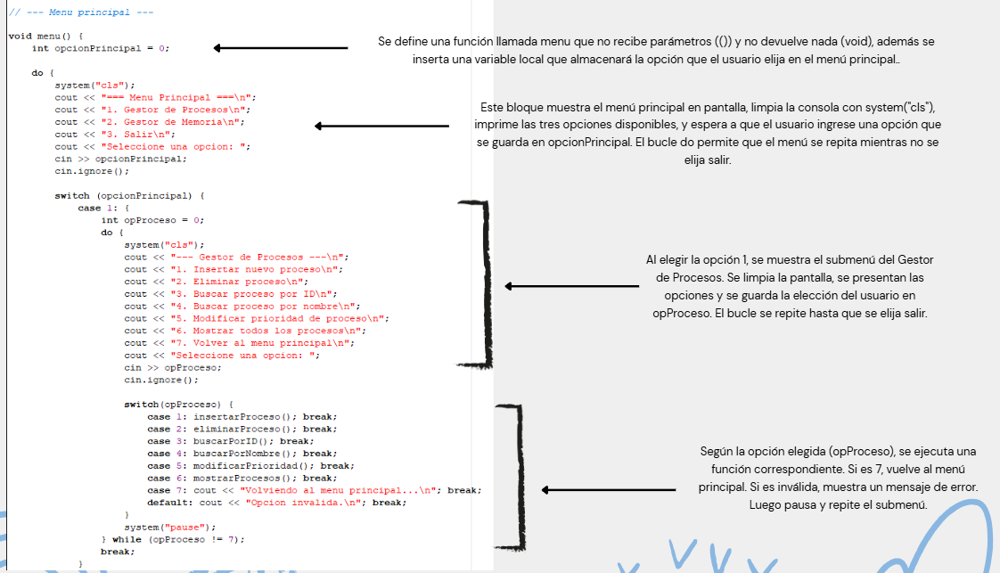 // --- Menu principal ---
void menu() {
int opcionPrincipal = 0;
do {
system("cls");
cout << "=== Menu Principal ===\n";
cout << "1. Gestor de Procesos\n";
cout << "2. Gestor de Memoria\n";
cout << "3. Salir\n";
cout << "Seleccione una opcion: ";
cin >> opcionPrincipal;
cin.ignore();
switch (opcionPrincipal) {
case 1: {
int opProceso = 0;
do {
system("cls");
cout << "--- Gestor de Procesos ---\n";
cout << "1. Insertar nuevo proceso\n";
cout << "2. Eliminar proceso\n";
cout << "3. Buscar proceso por ID\n";
cout << "4. Buscar proceso por nombre\n";
cout << "5. Modificar prioridad de proceso\n";
cout << "6. Mostrar todos los procesos\n";
cout << "7. Volver al menu principal\n";
cout << "Seleccione una opcion: ";
cin >> opProceso;
cin.ignore();
switch(opProceso) {
case 1: insertarProceso(); break;
case 2: eliminarProceso(); break;
case 3: buscarPorID(); break;
case 4: buscarPorNombre(); break;
case 5: modificarPrioridad(); break;
case 6: mostrarProcesos(); break;
case 7: cout << "Volviendo al menu principal...\n"; break;
default: cout << "Opcion invalida.\n"; break;
}
system("pause");
} while (opProceso != 7);
break;
}
Se define una función llamada menu que no recibe parámetros (()) y no devuelve nada (void), además se
inserta una variable local que almacenará la opción que el usuario elija en el menú principal..
Este bloque muestra el menú principal en pantalla, limpia la consola con system("cls"),
imprime las tres opciones disponibles, y espera a que el usuario ingrese una opción que
se guarda en opcionPrincipal. El bucle do permite que el menú se repita mientras no se
elija salir.
Al elegir la opción 1, se muestra el submenú del Gestor
de Procesos. Se limpia la pantalla, se presentan las
opciones y se guarda la elección del usuario en
opProceso. El bucle se repite hasta que se elija salir.
Según la opción elegida (opProceso), se ejecuta una
función correspondiente. Si es 7, vuelve al menú
principal. Si es inválida, muestra un mensaje de error.
Luego pausa y repite el submenú.